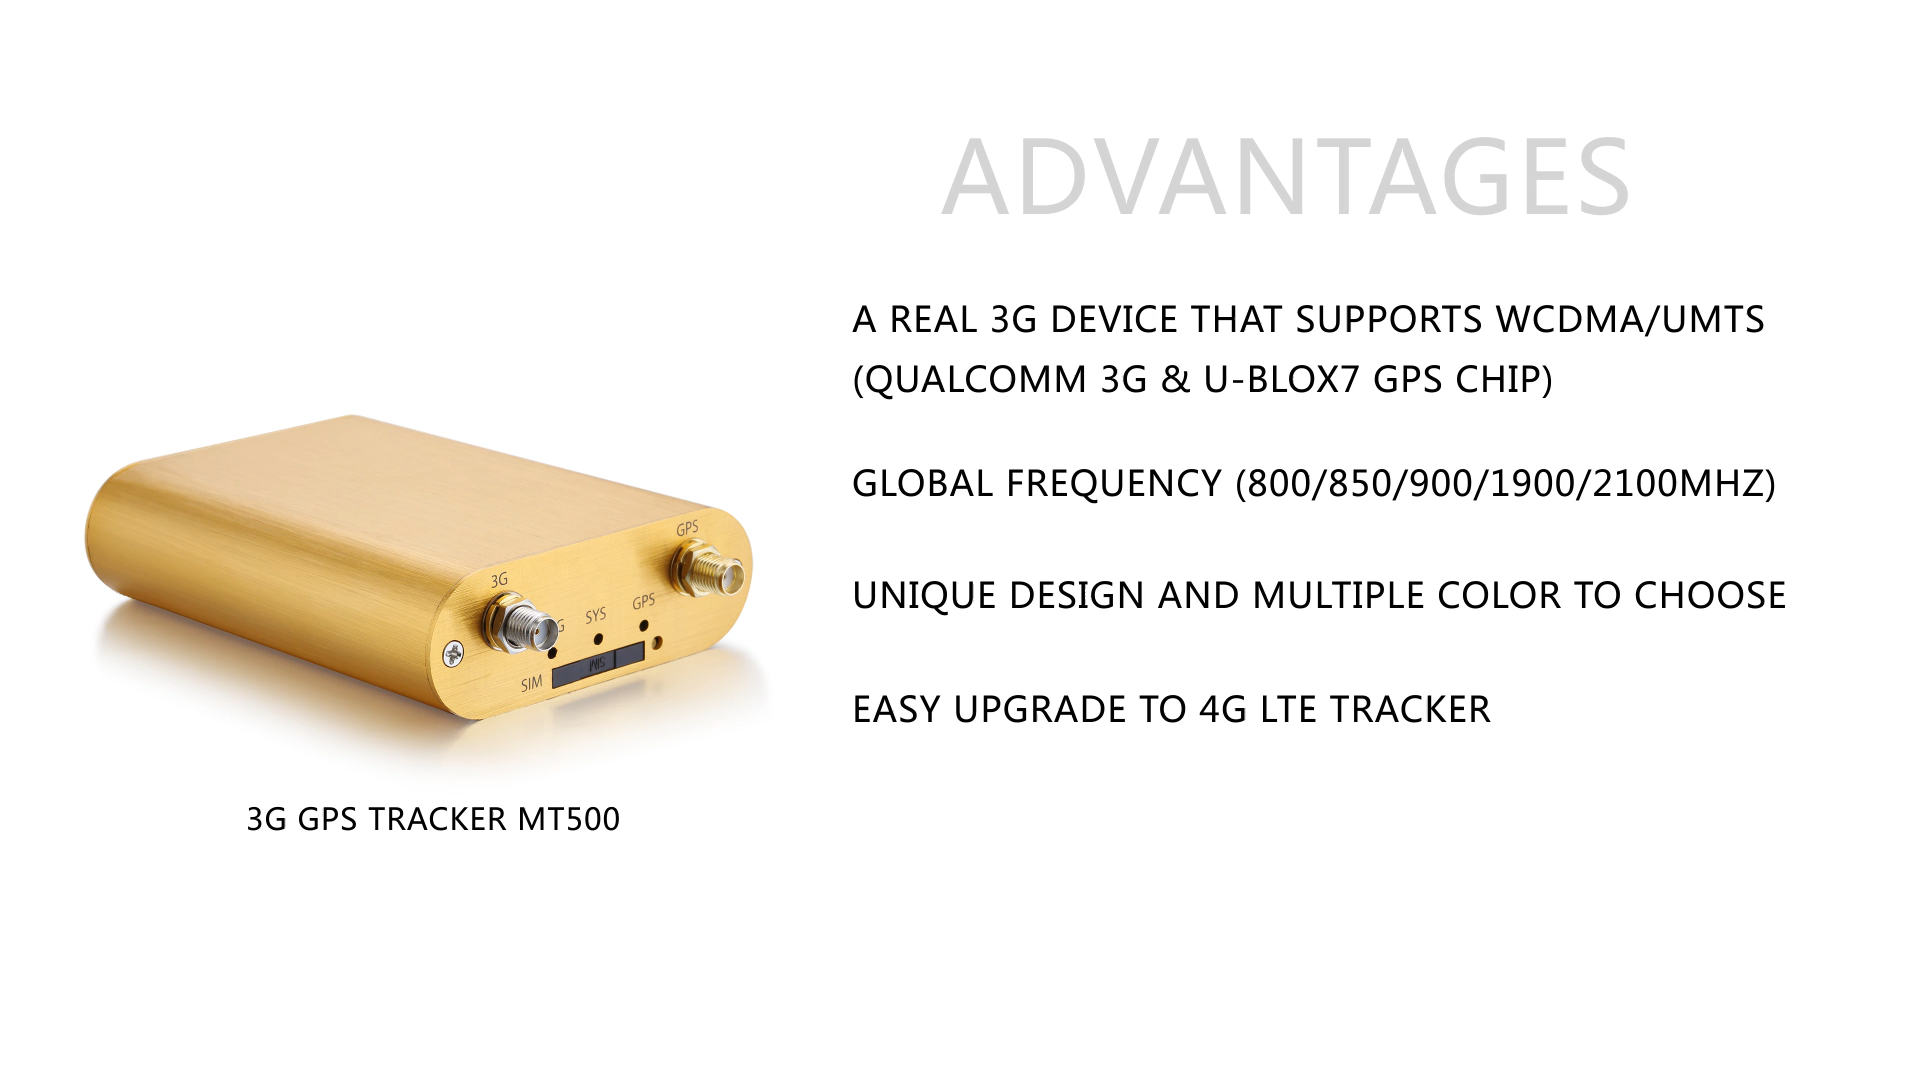 ADVANTAGES
A REAL 3G DEVICE THAT SUPPORTS WCDMA/UMTS
(QUALCOMM 3G & U-BLOX7 GPS CHIP)
GLOBAL FREQUENCY (800/850/900/1900/2100MHZ)
UNIQUE DESIGN AND MULTIPLE COLOR TO CHOOSE
EASY UPGRADE TO 4G LTE TRACKER
GPS
3G
SYS
GPS
SIM
SIM
3G GPS TRACKER MT500